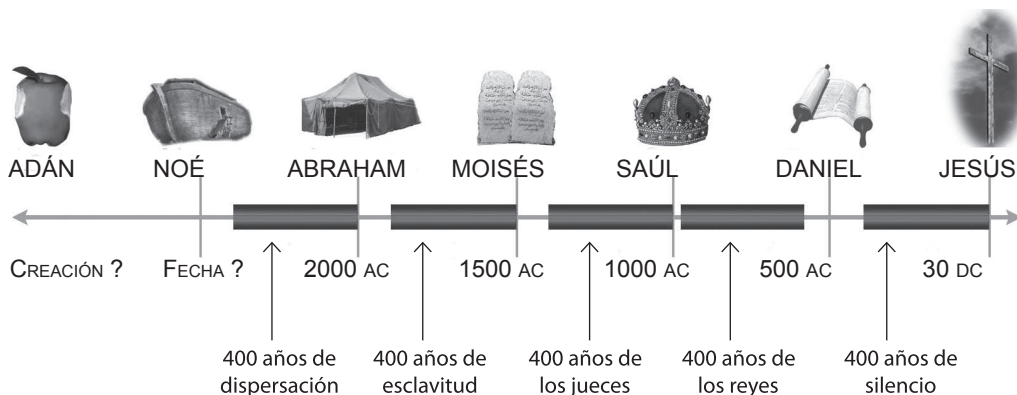 ADÁN NOÉ ABRAHAM MOISÉS SAÚL DANIEL JESÚS
CREACIÓN ? FECHA ? 2000 AC 1500 AC 1000 AC 500 AC 30 DC
400 años de
dispersación
400 años de
esclavitud
400 años de
los jueces
400 años de
los reyes
400 años de
silencio